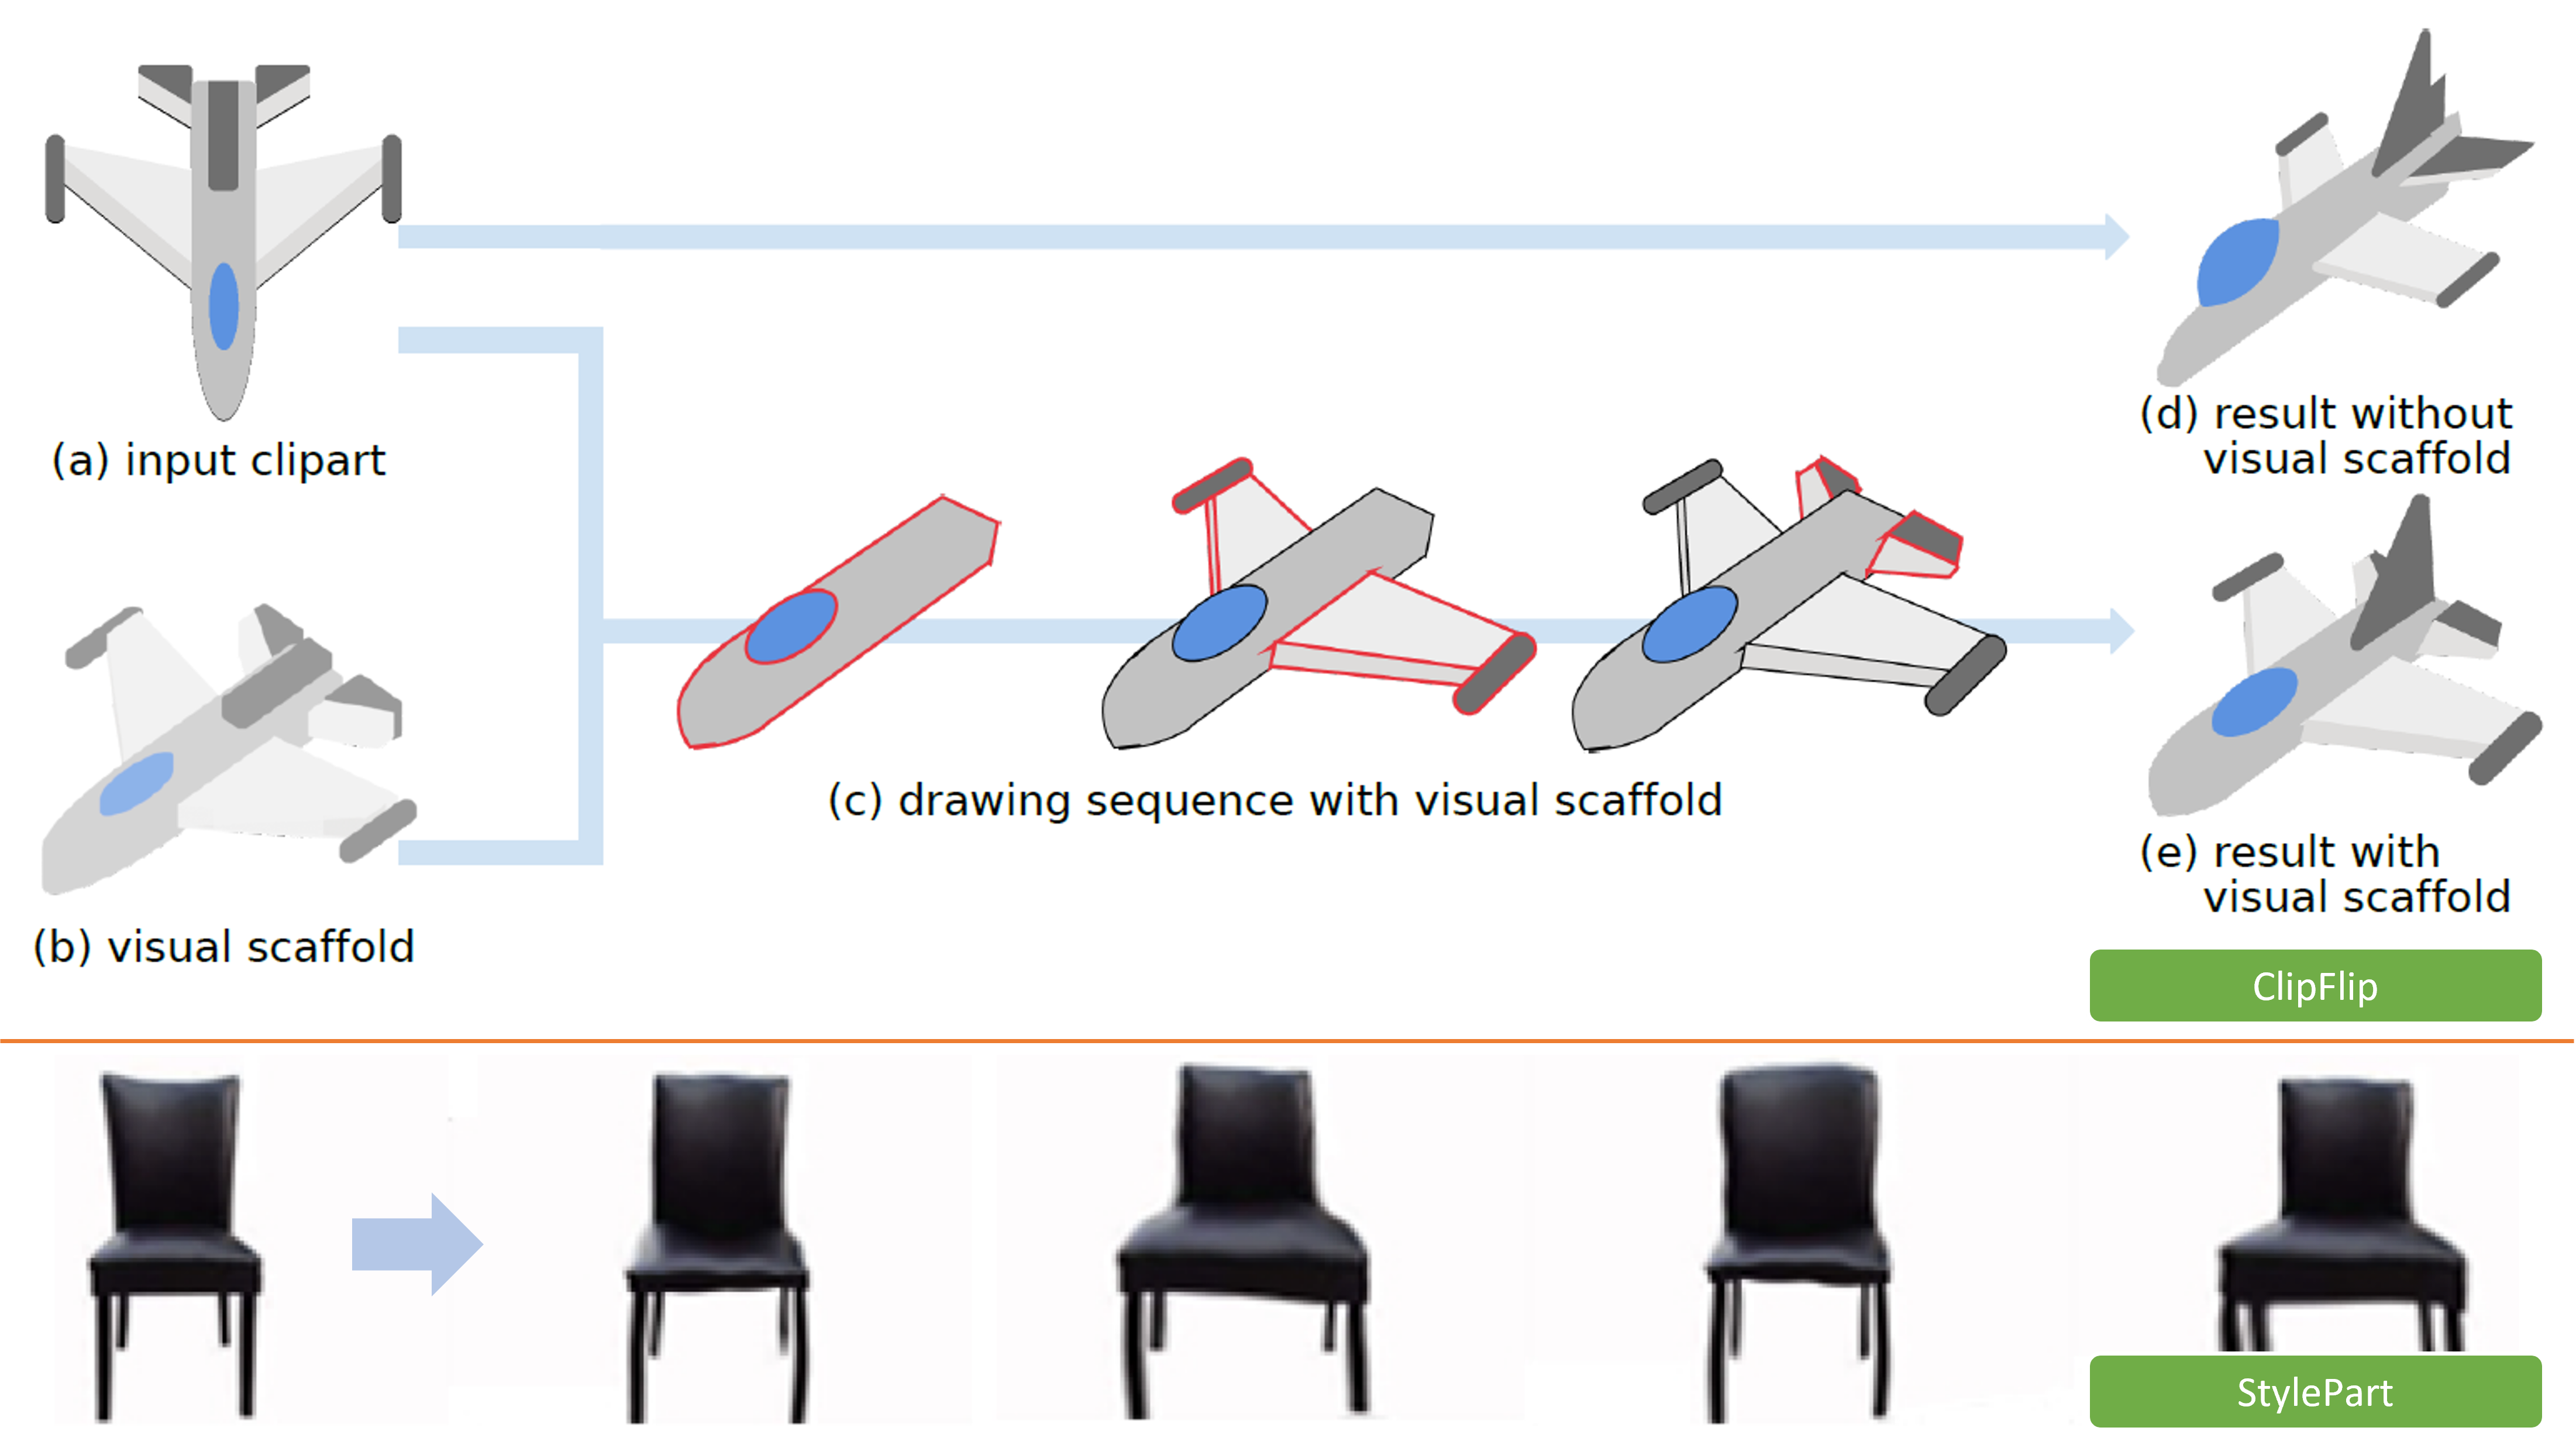 (a) input clipart
(b) visual scaffold
(c) drawing sequence with visual scaffold
(d) result without
visual scaffold
(e) result with
visual scaffold
ClipFlip
StylePart